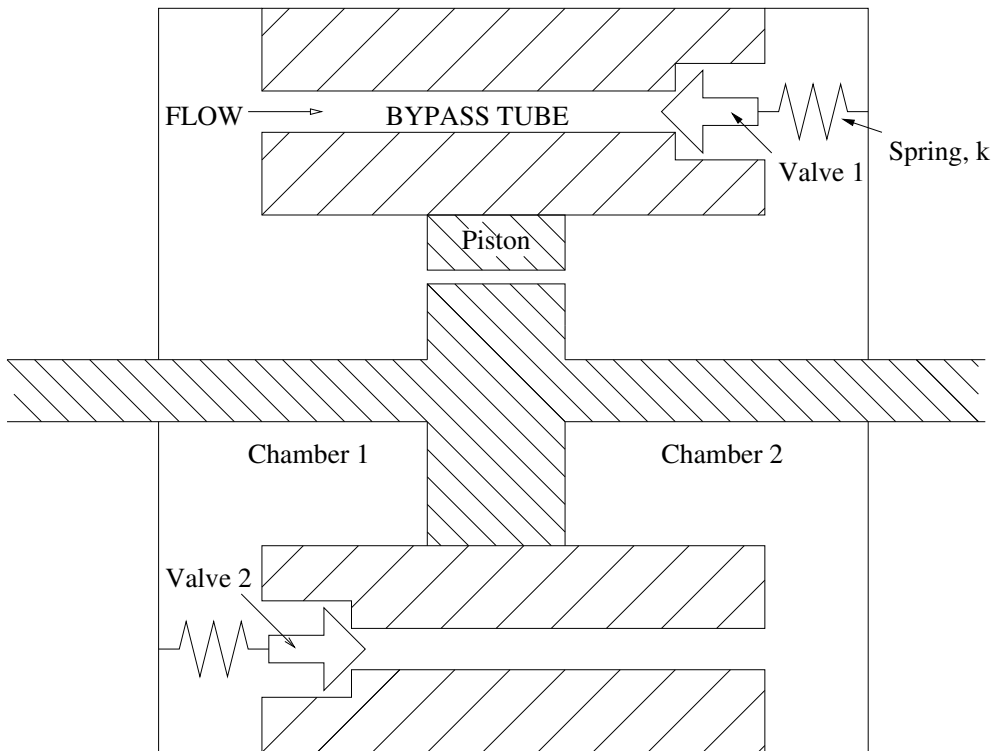 FLOW
BYPASS TUBE
Valve 1
Spring, k
Piston
Chamber 1
Chamber 2
Valve 2